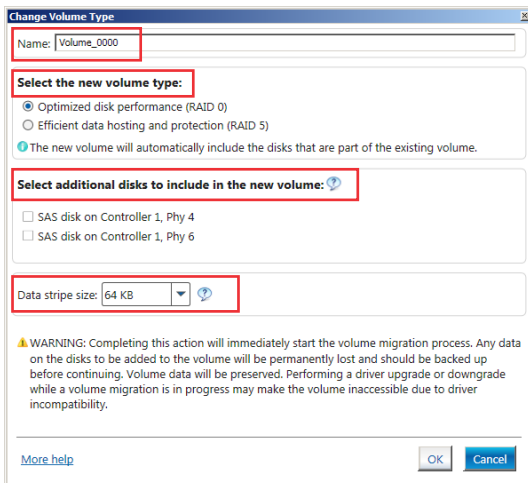 Change Volume Type
Name: Volume_0000
Select the new volume type:
Optimized disk performance (RAID 0)
Efficient data hosting and protection (RAID 5)
The new volume will automatically include the disks that are part of the existing volume.
Select additional disks to include in the new volume:
SAS disk on Controller 1, Phy 4
SAS disk on Controller 1, Phy 6
Data stripe size: 64 KB
WARNING: Completing this action will immediately start the volume migration process. Any data
on the disks to be added to the volume will be permanently lost and should be backed up
before continuing. Volume data will be preserved. Performing a driver upgrade or downgrade
while a volume migration is in progress may make the volume inaccessible due to driver
incompatibility.
More help OK Cancel